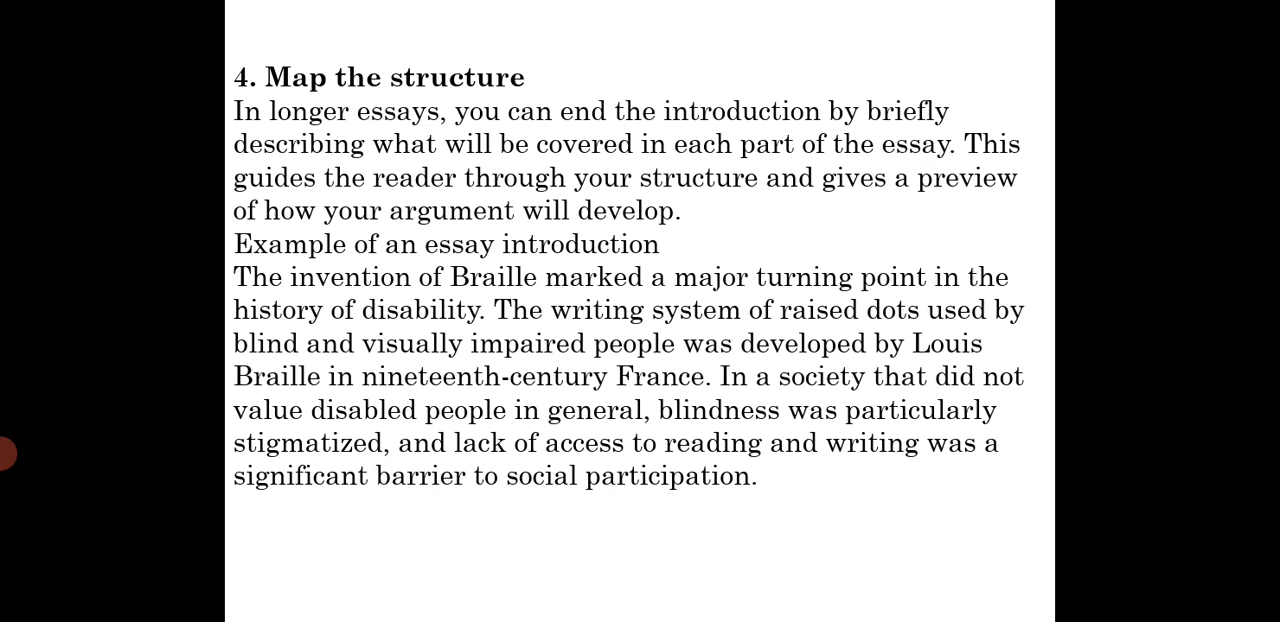 4. Map the structure
In longer essays, you can end the introduction by briefly
describing what will be covered in each part of the essay. This
guides the reader through your structure and gives a preview
of how your argument will develop.
Example of an essay introduction
The invention of Braille marked a major turning point in the
history of disability. The writing system of raised dots used by
blind and visually impaired people was developed by Louis
Braille in nineteenth-century France. In a society that did not
value disabled people in general, blindness was particularly
stigmatized, and lack of access to reading and writing was a
significant barrier to social participation.